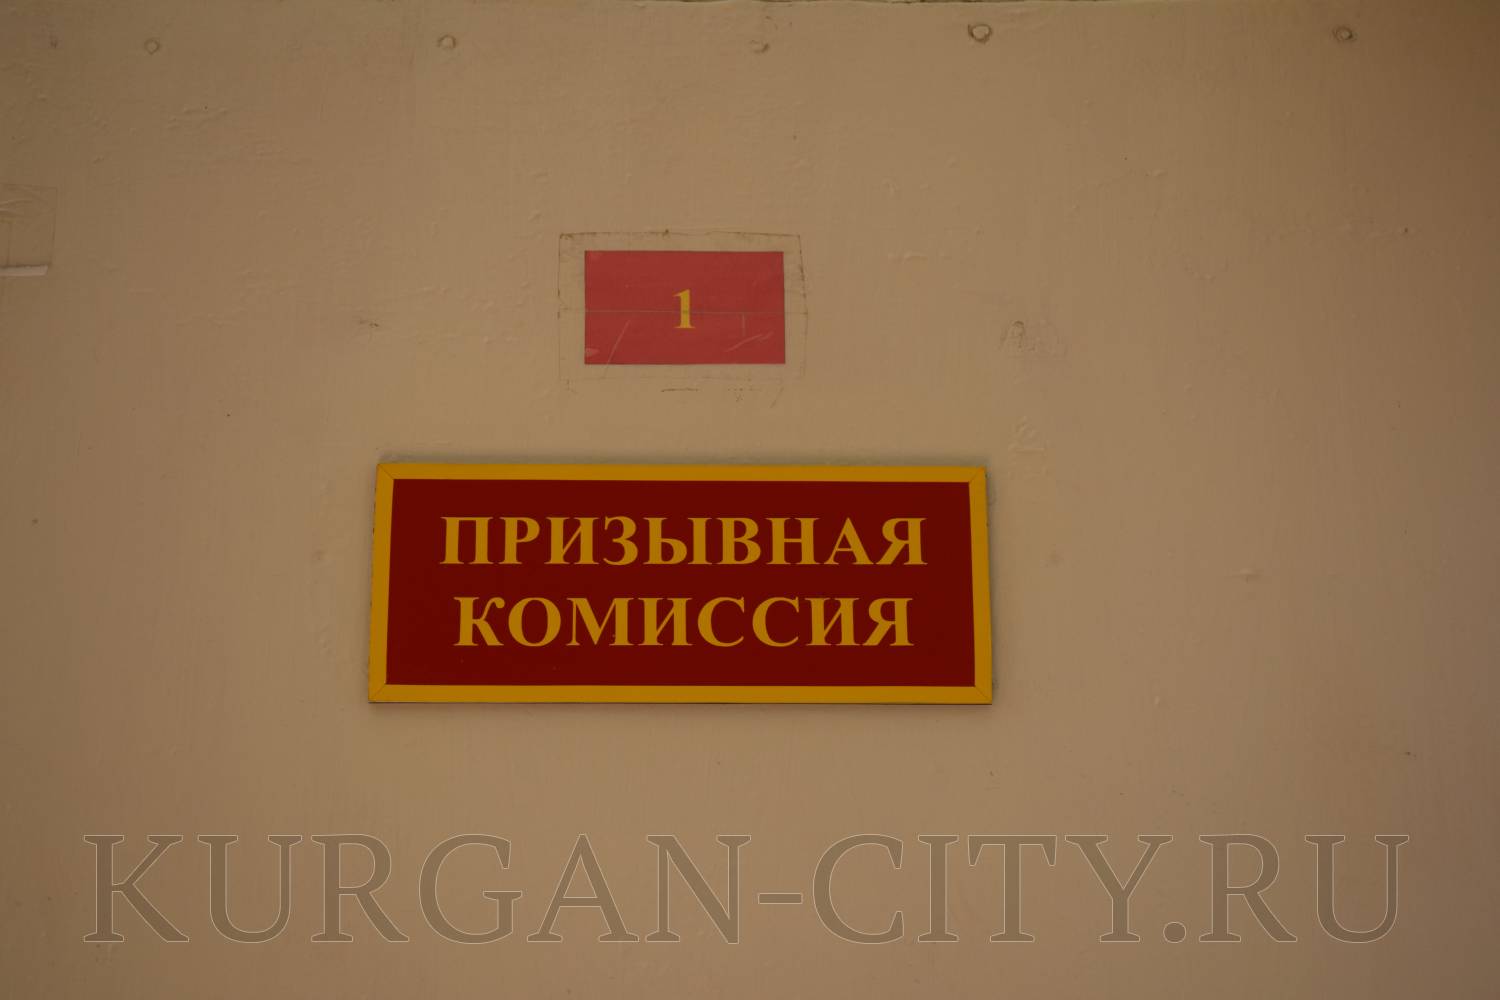 1
ПРИЗЫВНАЯ
КОМИССИЯ
KURGAN-CITY.RU